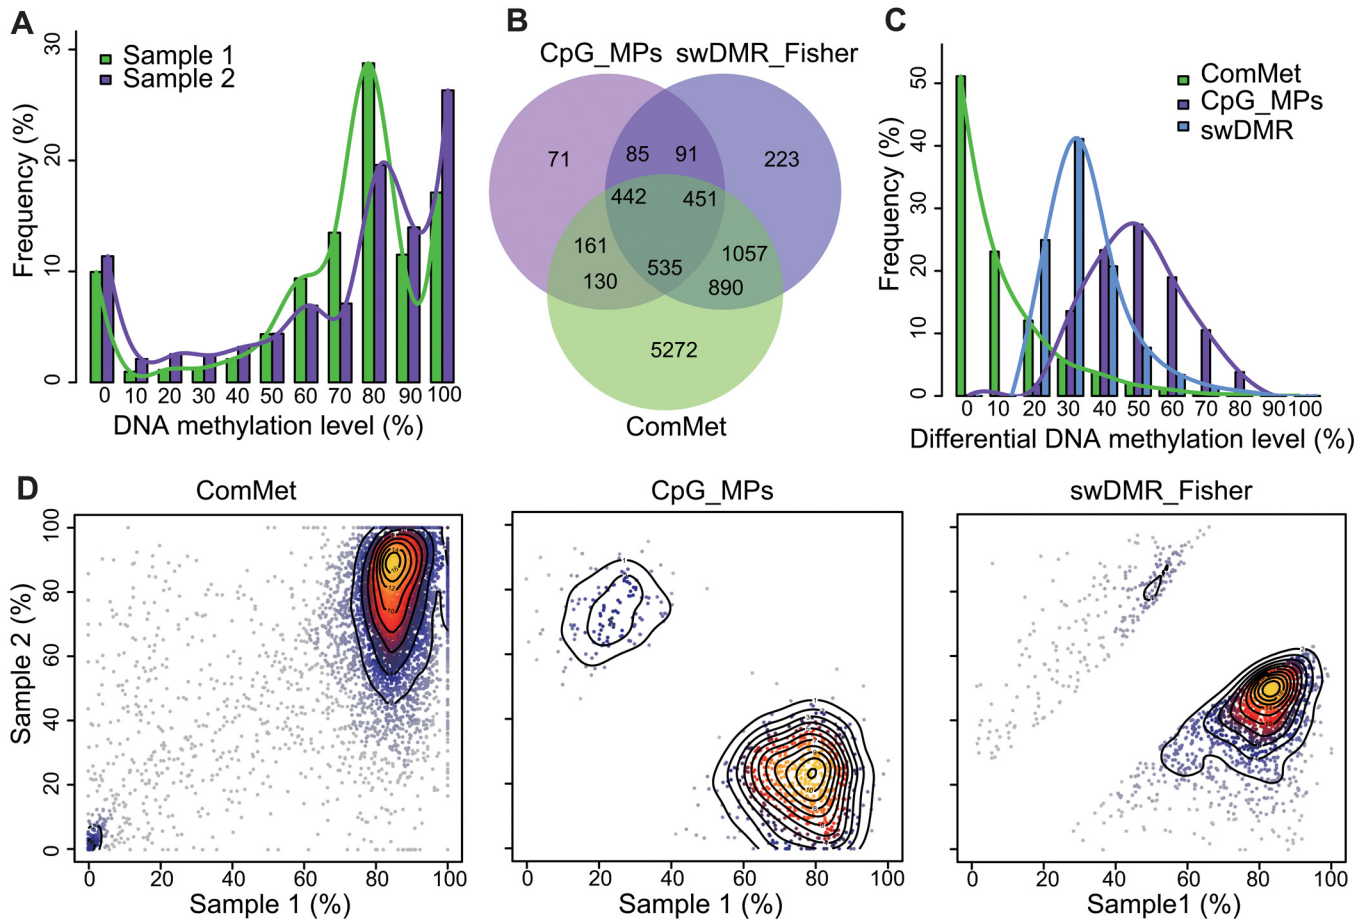 A
Sample 1
Sample 2
Frequency (%)
30
20
10
0
0 10 20 30 40 50 60 70 80 90 100
DNA methylation level (%)
B
CpG_MPs swDMR_Fisher
71 85 91 223
442 451
161 535 1057
130 890
5272
ComMet
C
ComMet
CpG_MPs
swDMR
Frequency (%)
50
40
30
20
10
0
0 10 20 30 40 50 60 70 80 90 100
Differential DNA methylation level (%)
D
ComMet
Sample 2 (%)
100
80
60
40
20
0
0 20 40 60 80 100
Sample 1 (%)
CpG_MPs
0 20 40 60 80 100
Sample 1 (%)
swDMR_Fisher
0 20 40 60 80 100
Sample1 (%)